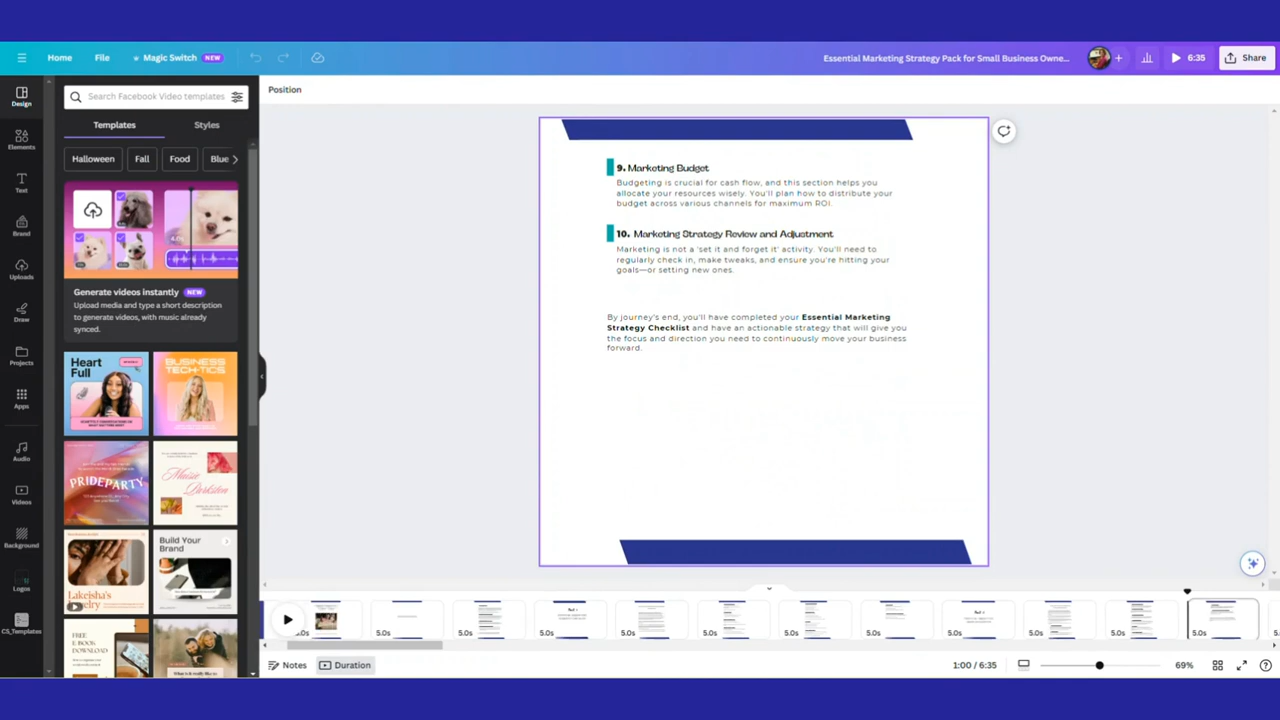 Home
File
Magic Switch
NEW
Essential Marketing Strategy Pack for Small Business Owne...
6:35
Share
Design
Elements
Text
Brand
Uploads
Draw
Projects
Apps
Audio
Videos
Background
Logos
CS_Templates
Search Facebook Video templates
Templates
Styles
Halloween
Fall
Food
Blue
Generate videos instantly NEW
Upload media and type a short description
to generate videos, with music already
synced.
Heart
Full
BUSINESS
TECH-TICS
PRIDEPARTY
Build Your
Brand
FREE
E BOOK
DOWNLOAD
Position
9. Marketing Budget
Budgeting is crucial for cash flow, and this section helps you
allocate your resources wisely. You'll plan how to distribute your
budget across various channels for maximum ROI.
10. Marketing Strategy Review and Adjustment
Marketing is not a 'set it and forget it' activity. You'll need to
regularly check in, make tweaks, and ensure you're hitting your
goals—or setting new ones.
By journey's end, you'll have completed your Essential Marketing
Strategy Checklist and have an actionable strategy that will give you
the focus and direction you need to continuously move your business
forward.
5.0s
5.0s
5.0s
5.0s
5.0s
5.0s
5.0s
5.0s
5.0s
5.0s
5.0s
Notes
Duration
1:00 / 6:35
69%